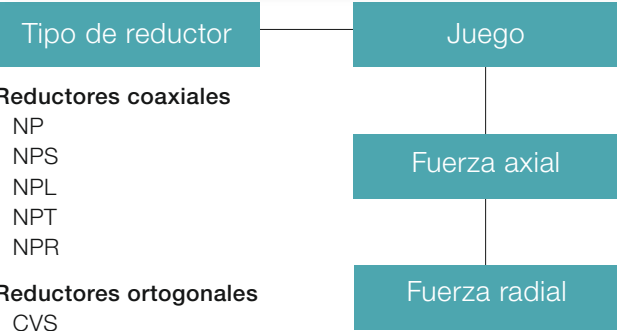 Tipo de reductor
Juego
Reductores coaxiales
NP
NPS
NPL
NPT
NPR
Fuerza axial
Reductores ortogonales
CVS
Fuerza radial